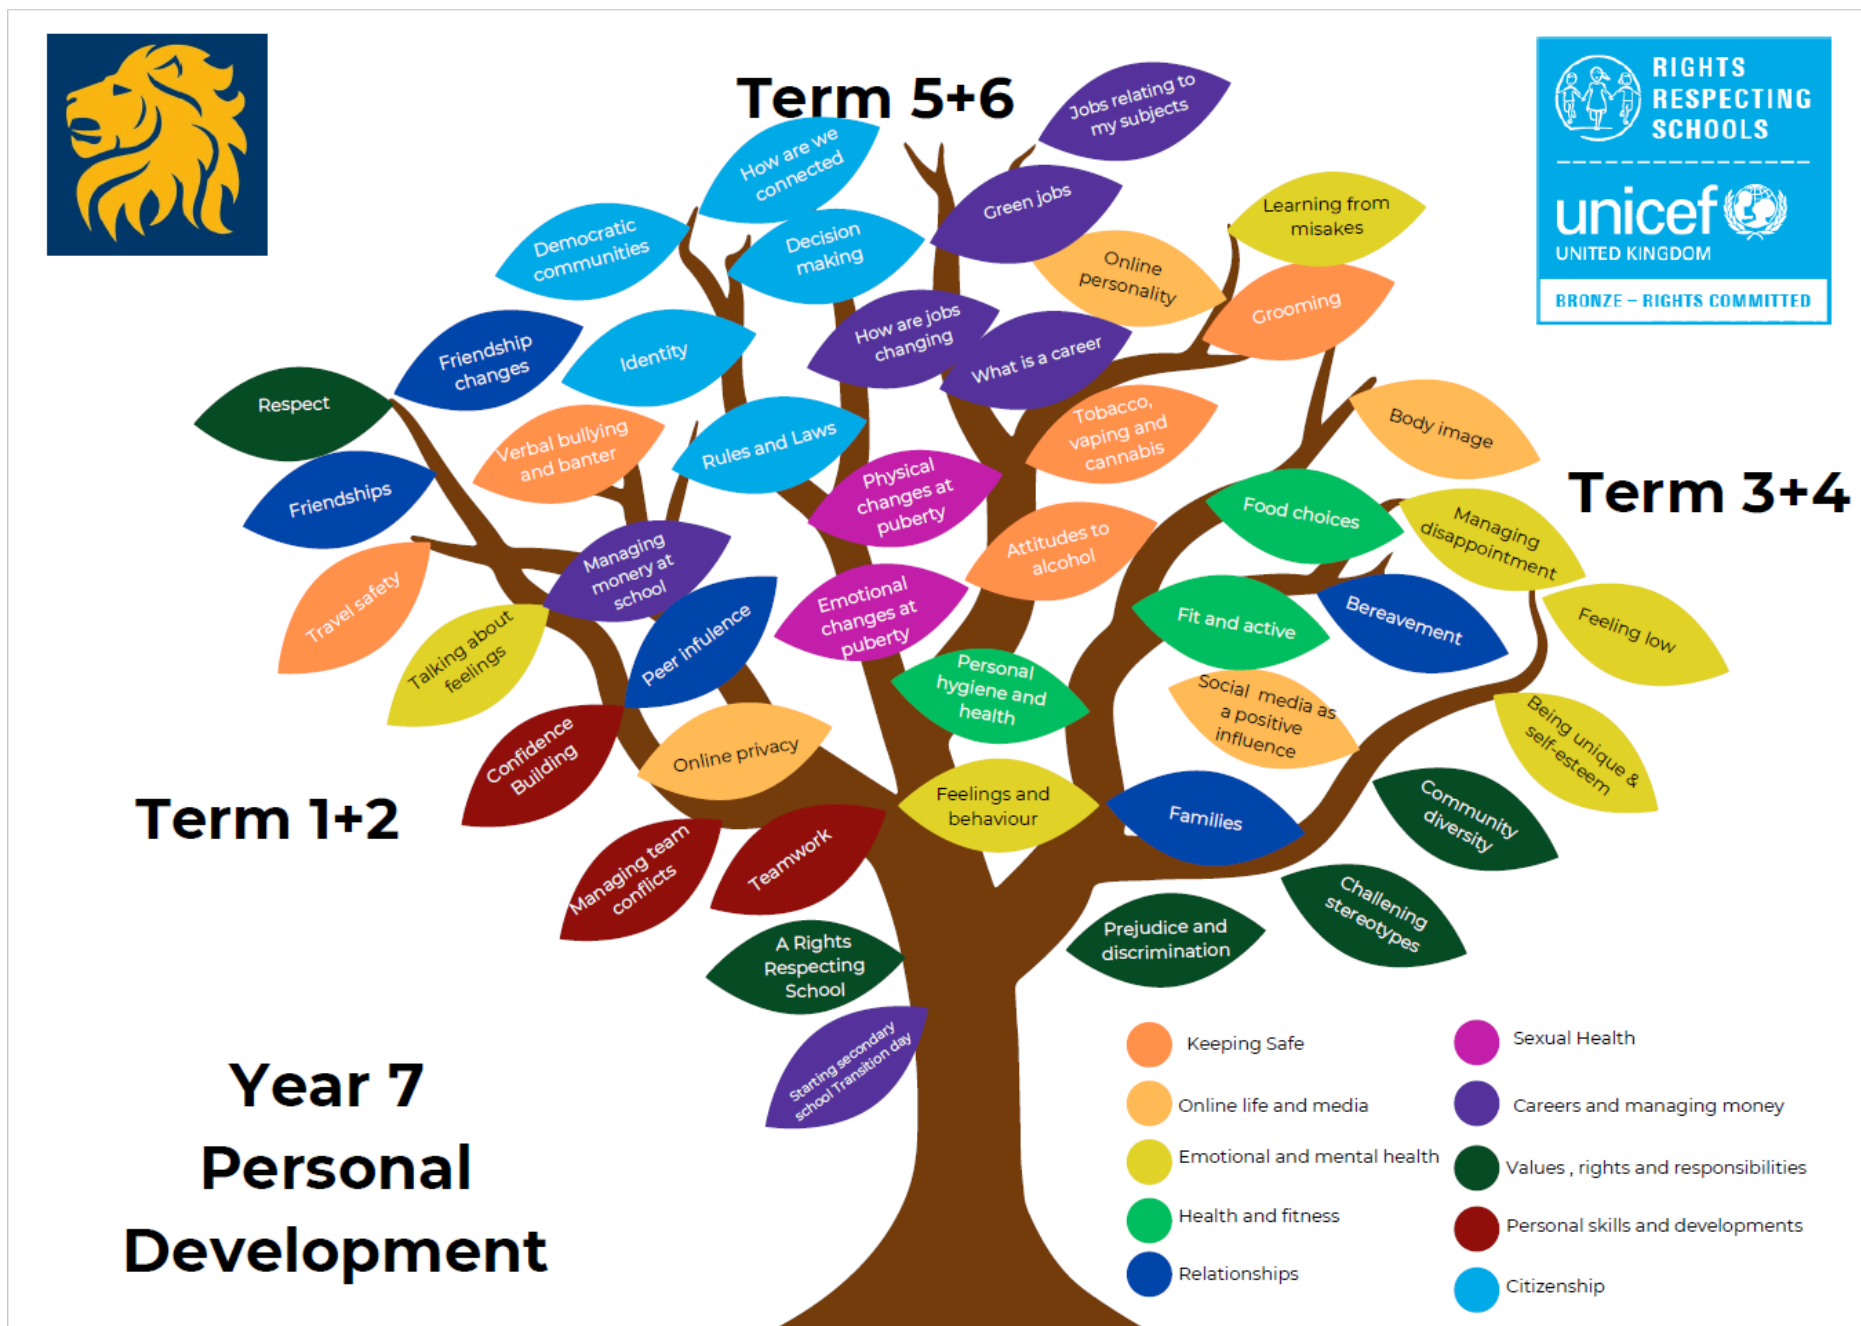 Term 5+6
RIGHTS
RESPECTING
SCHOOLS
unicef
UNITED KINGDOM
BRONZE – RIGHTS COMMITTED
Jobs relating to
my subjects
How are we
connected
Green jobs
Learning from
misakes
Democratic
communities
Decision
making
Online
personality
Grooming
How are jobs
changing
What is a career
Friendship
changes
Identity
Respect
Verbal bullying
and banter
Rules and Laws
Tobacco,
vaping and
cannabis
Body image
Friendships
Physical
changes at
puberty
Food choices
Term 3+4
Managing
disappointment
Attitudes to
alcohol
Travel safety
Managing
monery at
school
Emotional
changes at
puberty
Fit and active
Bereavement
Feeling low
Talking about
feelings
Peer infulence
Personal
hygiene and
health
Social media as
a positive
influence
Being unique &
self-esteem
Confidence
Building
Online privacy
Term 1+2
Feelings and
behaviour
Families
Community
diversity
Managing team
conflicts
Teamwork
Challening
stereotypes
A Rights
Respecting
School
Prejudice and
discrimination
Starting secondary
school Transition day
Year 7
Personal
Development
Keeping Safe
Online life and media
Emotional and mental health
Health and fitness
Relationships
Sexual Health
Careers and managing money
Values , rights and responsibilities
Personal skills and developments
Citizenship